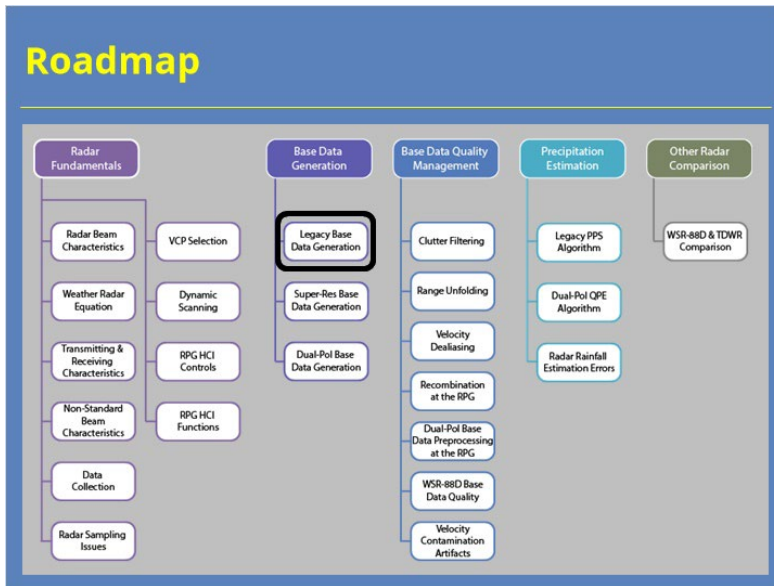 Roadmap
Radar
Fundamentals
Base Data
Generation
Base Data Quality
Management
Precipitation
Estimation
Other Radar
Comparison
Radar Beam
Characteristics
Weather Radar
Equation
Transmitting &
Receiving
Characteristics
Non-Standard
Beam
Characteristics
Data
Collection
Radar Sampling
Issues
VCP Selection
Dynamic
Scanning
RPG HCI
Controls
RPG HCI
Functions
Legacy Base
Data Generation
Super-Res Base
Data Generation
Dual-Pol Base
Data Generation
Clutter Filtering
Range Unfolding
Velocity
Dealiasing
Recombination
at the RPG
Dual-Pol Base
Data Preprocessing
at the RPG
WSR-88D Base
Data Quality
Velocity
Contamination
Artifacts
Legacy PPS
Algorithm
Dual-Pol QPE
Algorithm
Radar Rainfall
Estimation Errors
WSR-88D & TDWR
Comparison